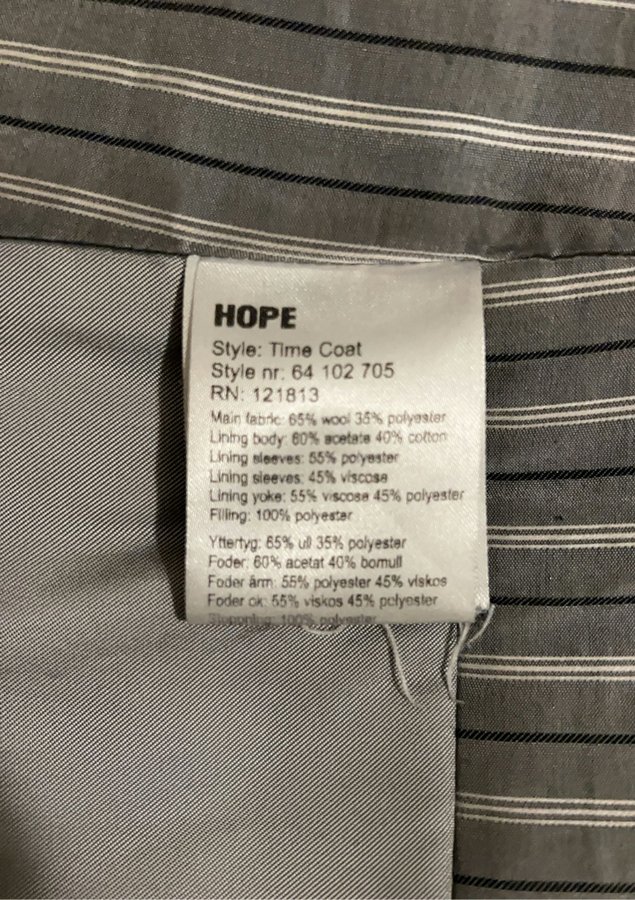 HOPE
Style: Time Coat
Style nr: 64 102 705
RN: 121813
Main fabric: 65% wool 35% polyester
Lining body: 60% acetate 40% cotton
Lining sleeves: 55% polyester
Lining sleeves: 45% viscose
Lining yoke: 55% viscose 45% polyester
Filling: 100% polyester
Yttertyg: 65% ull 35% polyester
Foder: 60% acetat 40% bomull
Foder ärm: 55% polyester 45% viskos
Foder ok: 55% viskos 45% polyester
100% polyester